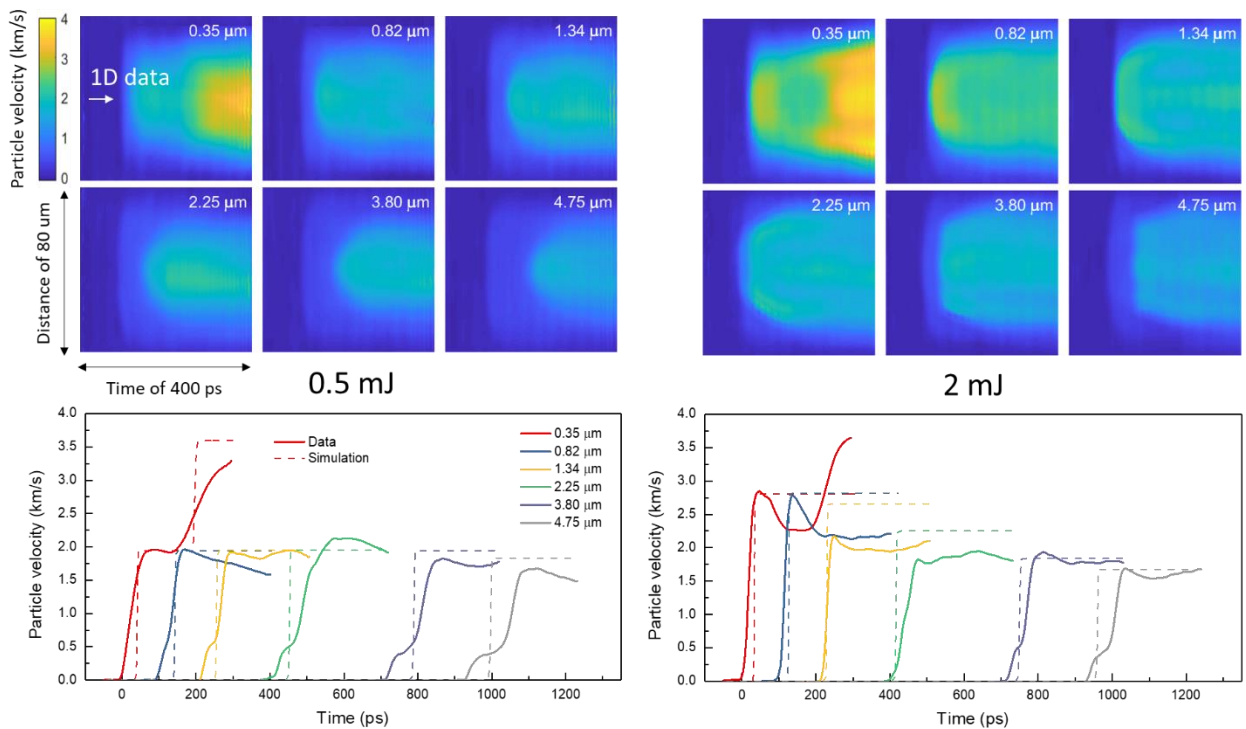 Particle velocity (km/s)
4
3
2
1
0
1D data
0.35 μm
0.82 μm
1.34 μm
2.25 μm
3.80 μm
4.75 μm
Distance of 80 um
Time of 400 ps
0.5 mJ
0.35 μm
0.82 μm
1.34 μm
2.25 μm
3.80 μm
4.75 μm
2 mJ
Particle velocity (km/s)
4.0
3.5
3.0
2.5
2.0
1.5
1.0
0.5
0.0
Data
Simulation
0.35 μm
0.82 μm
1.34 μm
2.25 μm
3.80 μm
4.75 μm
0 200 400 600 800 1000 1200
Time (ps)
Particle velocity (km/s)
4.0
3.5
3.0
2.5
2.0
1.5
1.0
0.5
0.0
0 200 400 600 800 1000 1200
Time (ps)